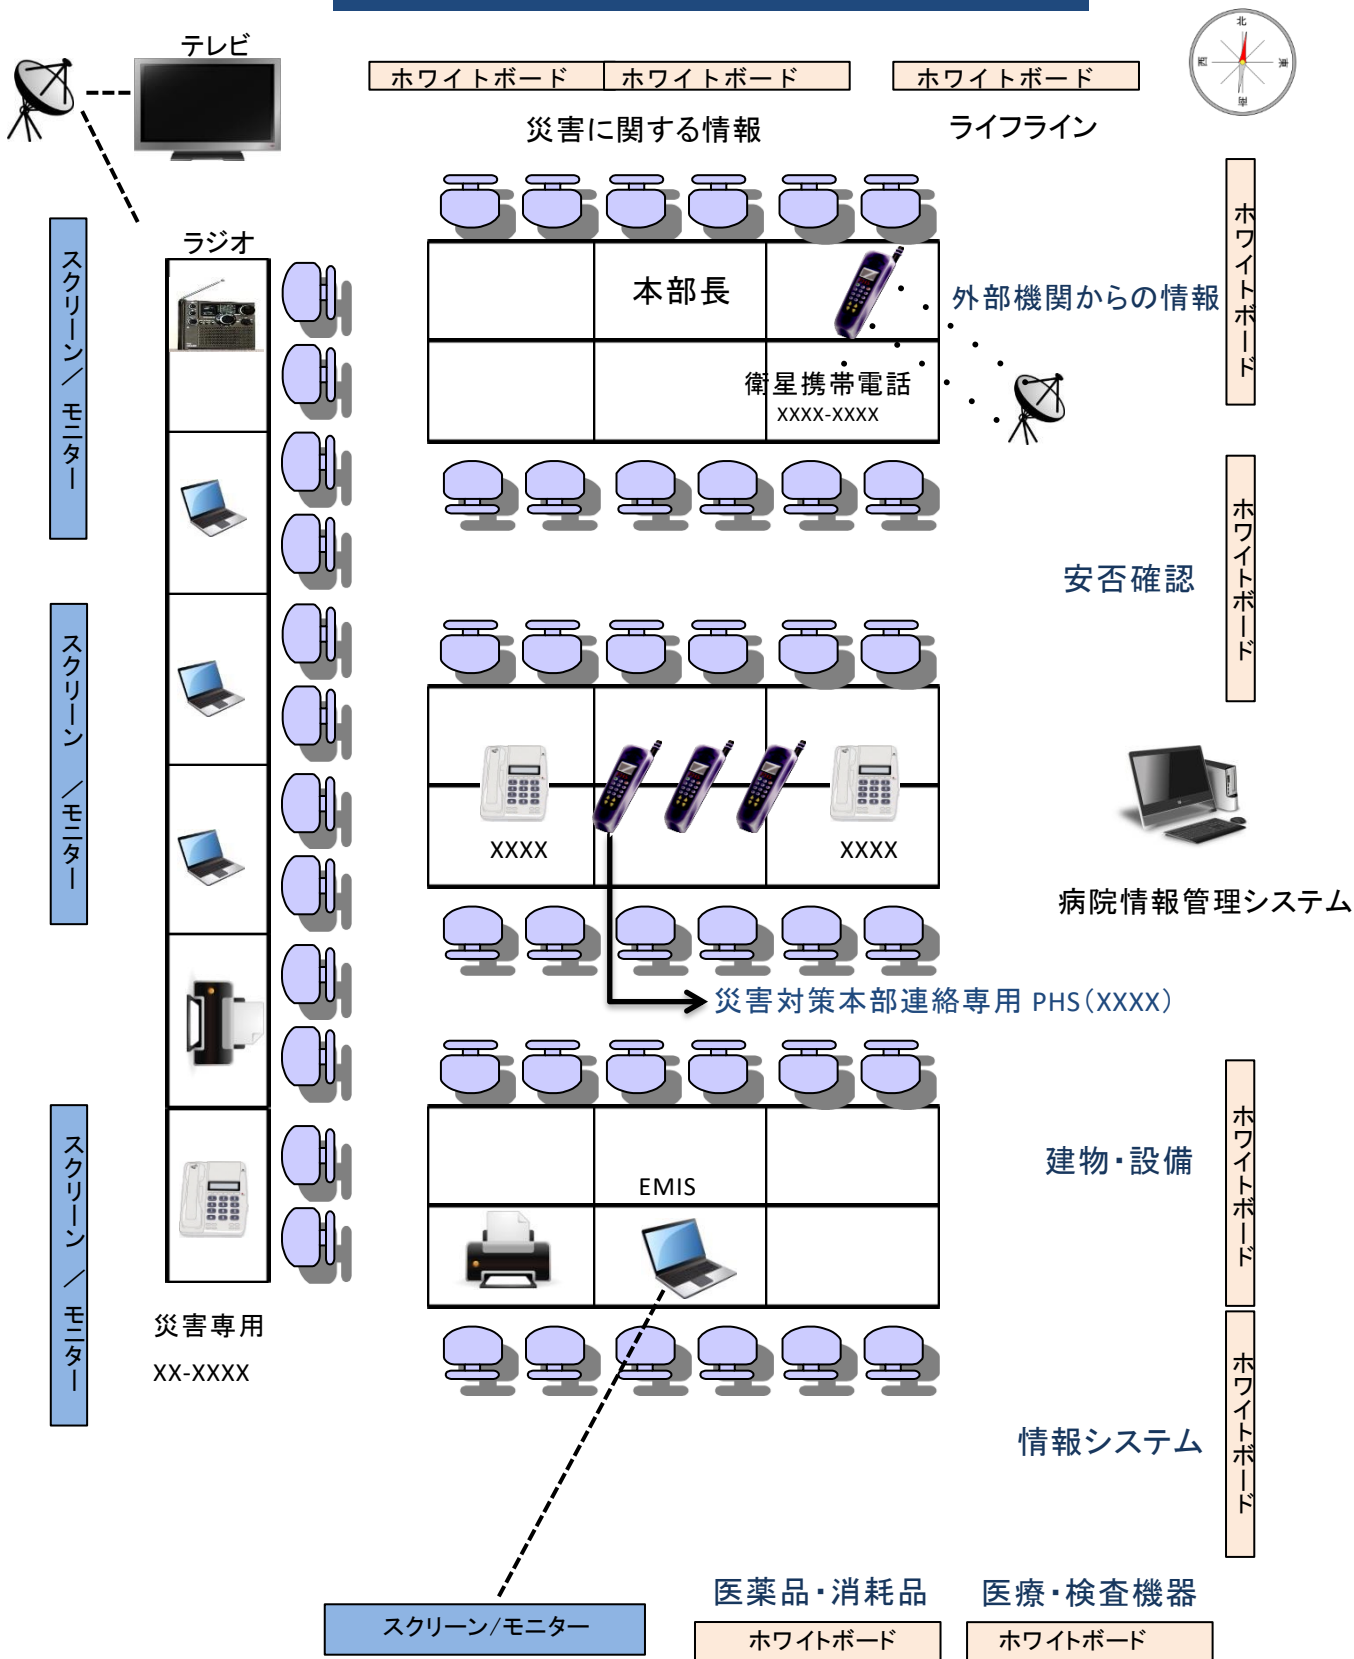 テレビ
ホワイトボード
ホワイトボード
ホワイトボード
北
西
東
南
災害に関する情報
ライフライン
ホワイトボード
スクリーン／モニター
ラジオ
本部長
外部機関からの情報
衛星携帯電話
XXXX-XXXX
ホワイトボード
安否確認
スクリーン ／モニター
XXXX
XXXX
病院情報管理システム
災害対策本部連絡専用 PHS（XXXX）
ホワイトボード
建物・設備
スクリーン ／ モニター
EMIS
災害専用
XX-XXXX
ホワイトボード
情報システム
医薬品・消耗品
医療・検査機器
スクリーン/モニター
ホワイトボード
ホワイトボード